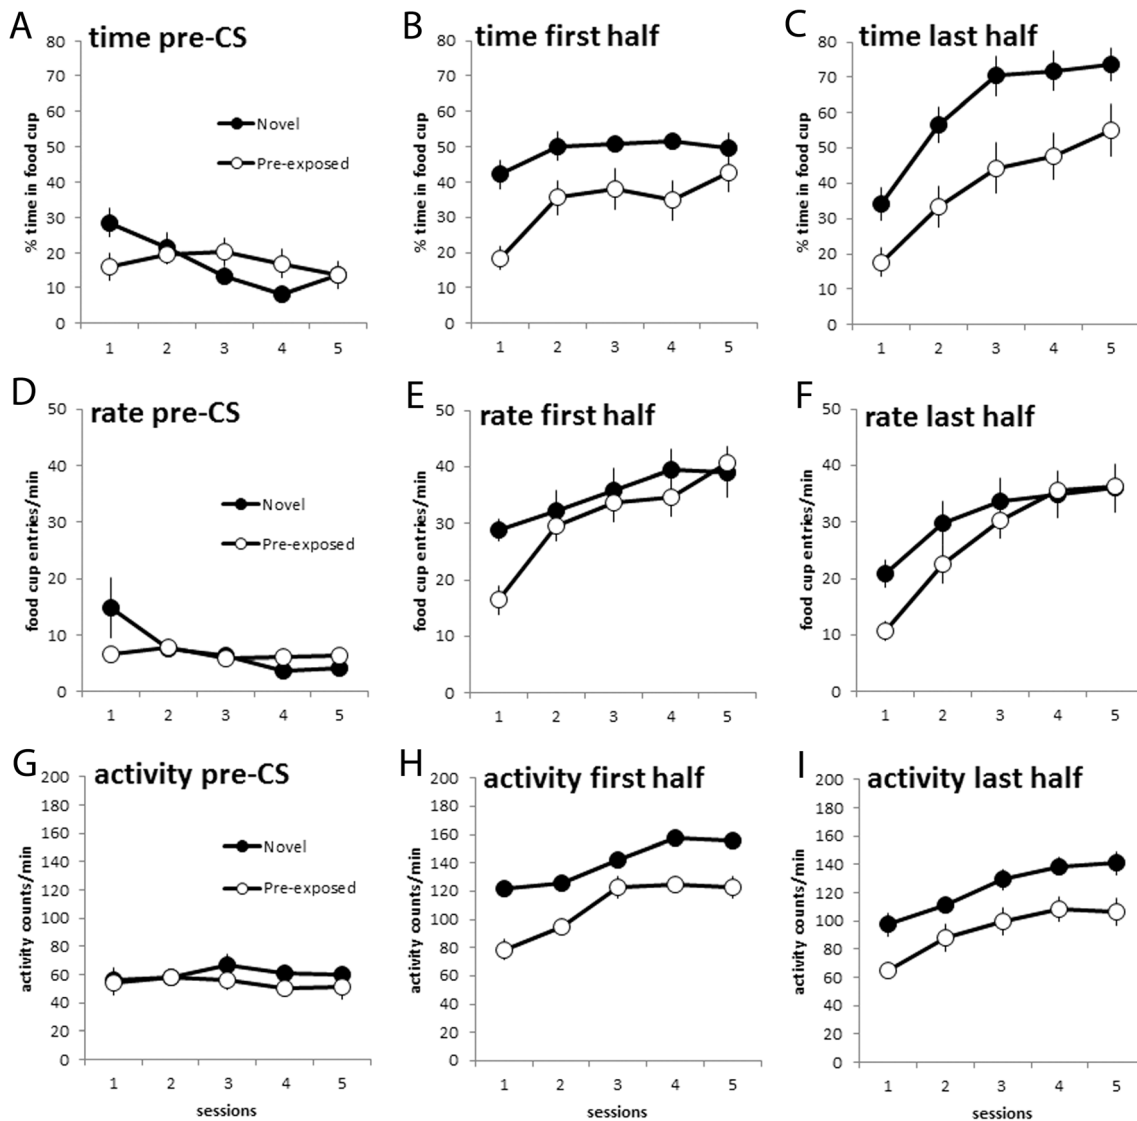 A
time pre-CS
80
70
60
50
40
30
20
10
0
% time in food cup
Novel
Pre-exposed
1 2 3 4 5
B
time first half
80
70
60
50
40
30
20
10
0
% time in food cup
1 2 3 4 5
C
time last half
80
70
60
50
40
30
20
10
0
% time in food cup
1 2 3 4 5
D
rate pre-CS
50
40
30
20
10
0
food cup entries/min
Novel
Pre-exposed
1 2 3 4 5
E
rate first half
50
40
30
20
10
0
food cup entries/min
1 2 3 4 5
F
rate last half
50
40
30
20
10
0
food cup entries/min
1 2 3 4 5
G
activity pre-CS
200
180
160
140
120
100
80
60
40
20
0
activity counts/min
Novel
Pre-exposed
1 2 3 4 5
sessions
H
activity first half
200
180
160
140
120
100
80
60
40
20
0
activity counts/min
1 2 3 4 5
sessions
I
activity last half
200
180
160
140
120
100
80
60
40
20
0
activity counts/min
1 2 3 4 5
sessions